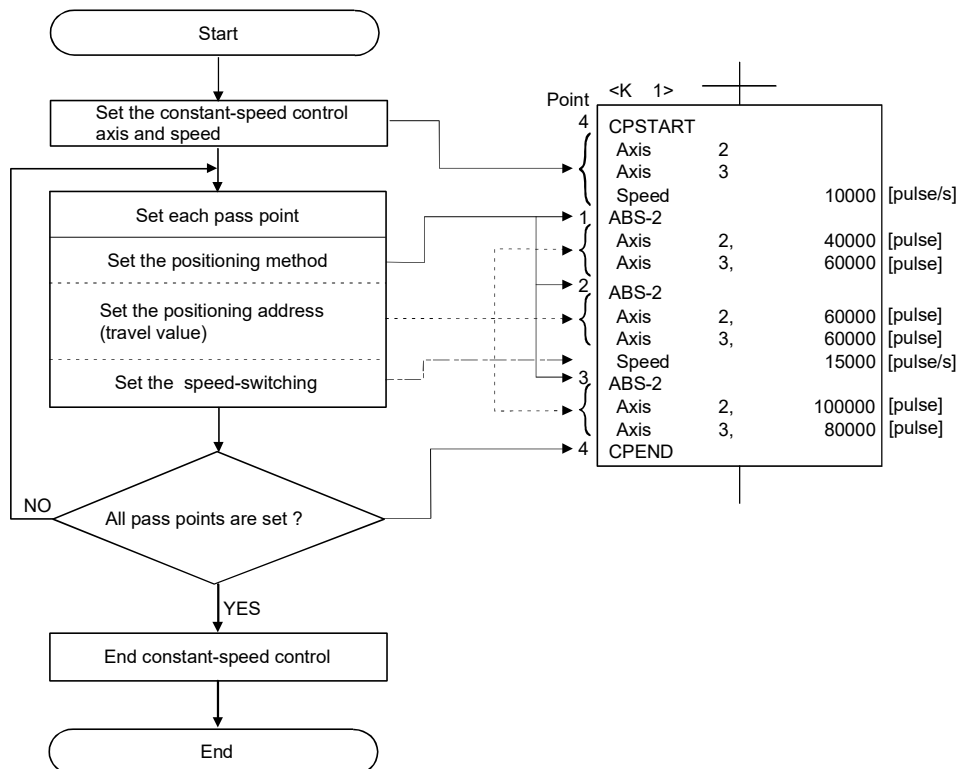 Start
Set the constant-speed control
axis and speed
Set each pass point
Set the positioning method
Set the positioning address
(travel value)
Set the speed-switching
NO
All pass points are set ?
YES
End constant-speed control
End
<K 1>
Point
4 CPSTART
Axis 2
Axis 3
Speed 10000 [pulse/s]
1 ABS-2
Axis 2, 40000 [pulse]
Axis 3, 60000 [pulse]
2 ABS-2
Axis 2, 60000 [pulse]
Axis 3, 60000 [pulse]
Speed 15000 [pulse/s]
3 ABS-2
Axis 2, 100000 [pulse]
Axis 3, 80000 [pulse]
4 CPEND